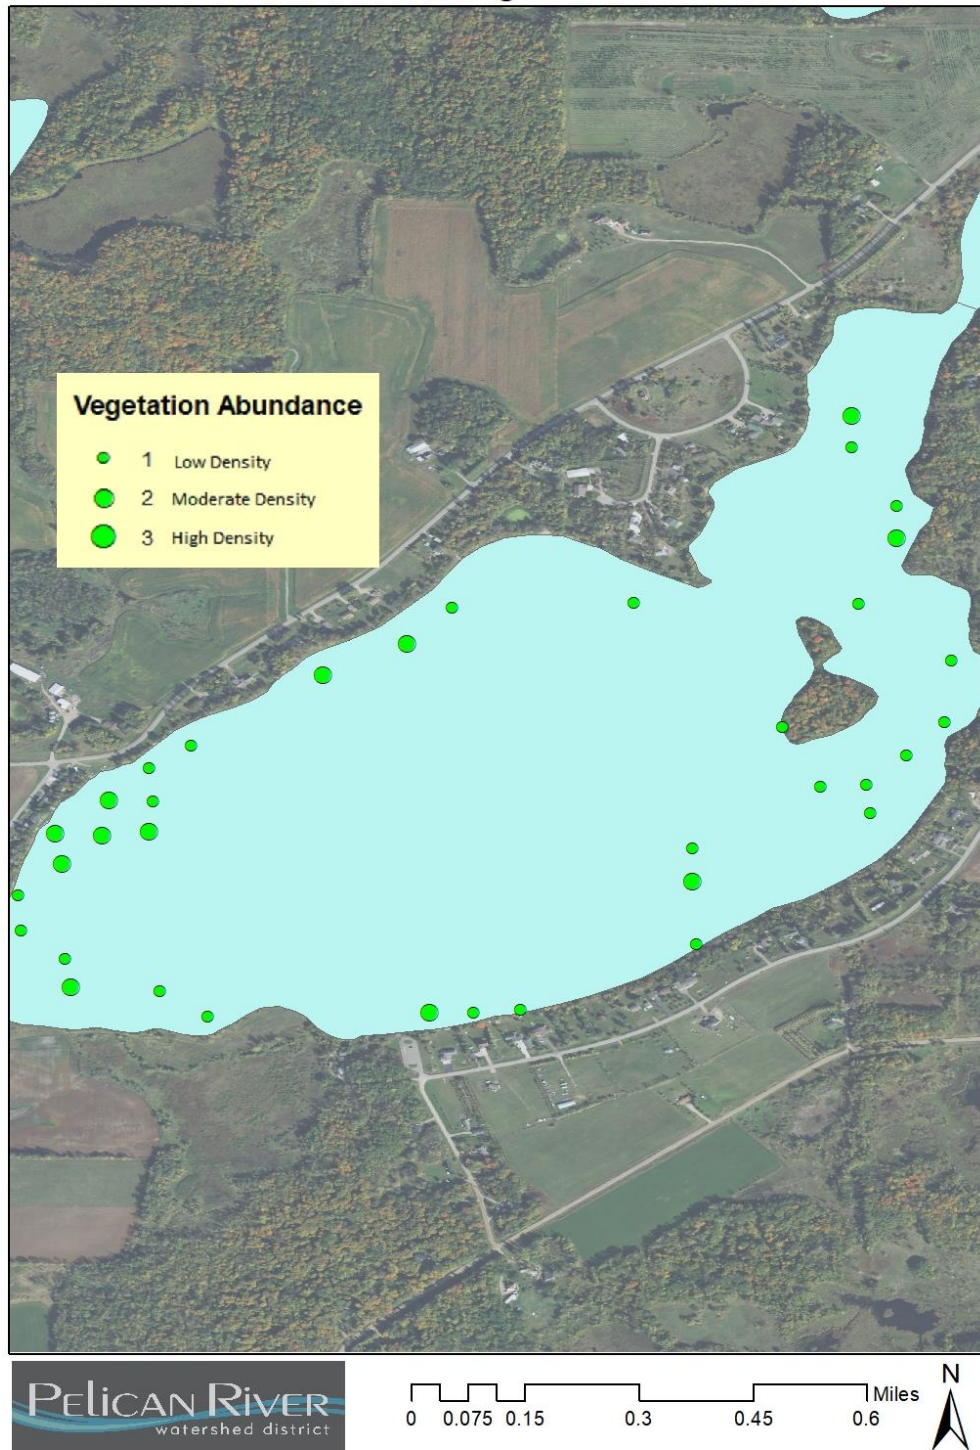 Vegetation Abundance
1 Low Density
2 Moderate Density
3 High Density
PELICAN RIVER
watershed district
Miles
0 0.075 0.15 0.3 0.45 0.6
N